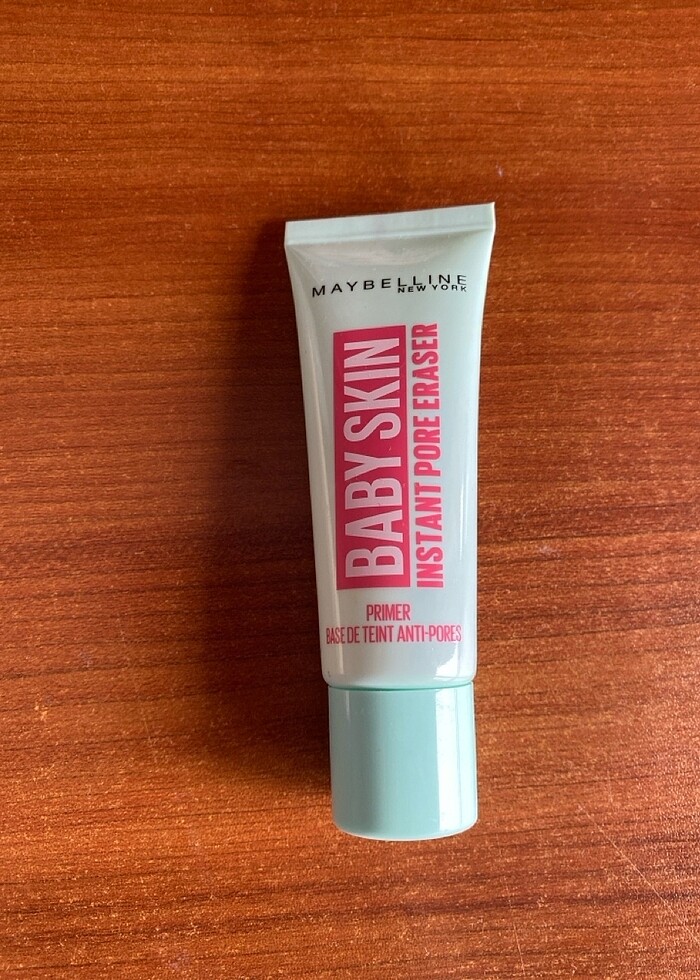 MAYBELLINE
NEW YORK
BABY SKIN
INSTANT PORE ERASER
PRIMER
BASE DE TEINT ANTI-PORES